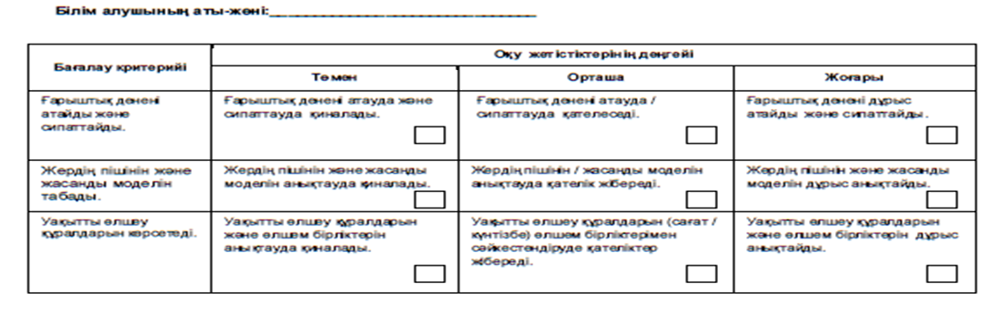 Білім алушының аты-жөні:___________________________________
Оқу жетістіктерінің деңгейі
Бағалау критерийі
Төмен
Орташа
Жоғары
Ғарыштық денені
атайды және
сипаттайды.
Ғарыштық денені атауда және
сипаттауда қиналады.
Ғарыштық денені атауда /
сипаттауда қателеседі.
Ғарыштық денені дұрыс
атайды және сипаттайды.
Жердің пішінін және
жасанды моделін
табады.
Жердің пішінін және жасанды
моделін анықтауда қиналады.
Жердің пішінін / жасанды моделін
анықтауда қателік жібереді.
Жердің пішінін және жасанды
моделін дұрыс анықтайды.
Уақытты өлшеу
құралдарын көрсетеді.
Уақытты өлшеу құралдарын
және өлшем бірліктерін
анықтауда қиналады.
Уақытты өлшеу құралдарын (сағат /
күнтізбе) өлшем бірліктерімен
сәйкестендіруде қателіктер
жібереді.
Уақытты өлшеу құралдарын
және өлшем бірліктерін дұрыс
анықтайды.